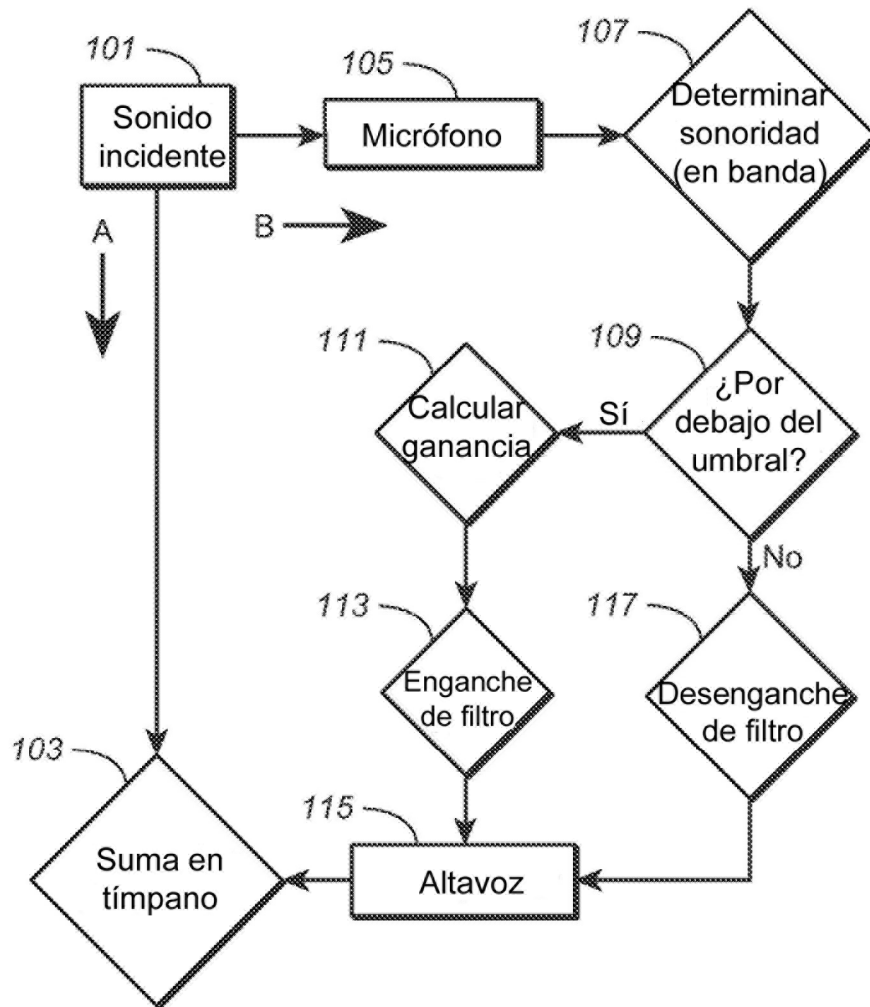 101
Sonido
incidente
105
Micrófono
107
Determinar
sonoridad
(en banda)
A
B
109
¿Por
debajo del
umbral?
Sí
No
111
Calcular
ganancia
113
Enganche
de filtro
117
Desenganche
de filtro
103
Suma en
tímpano
115
Altavoz